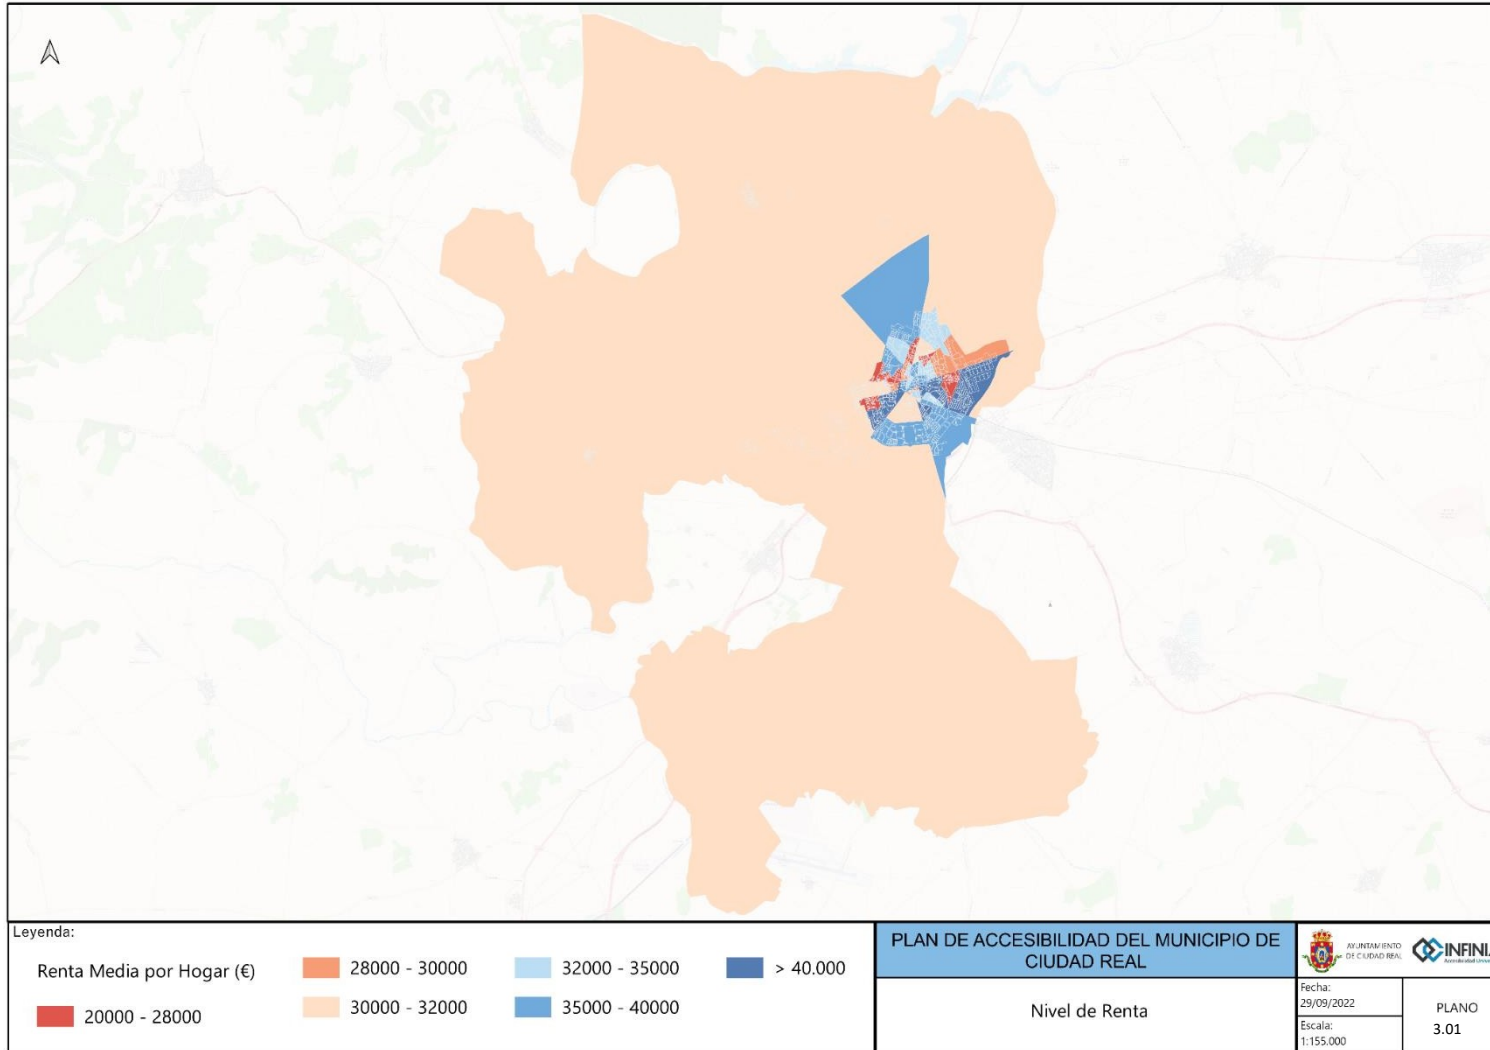 Leyenda:
Renta Media por Hogar (€)
20000 - 28000
28000 - 30000
30000 - 32000
32000 - 35000
35000 - 40000
> 40.000
PLAN DE ACCESIBILIDAD DEL MUNICIPIO DE
CIUDAD REAL
Nivel de Renta
AYUNTAMIENTO
DE CIUDAD REAL
Fecha:
29/09/2022
Escala:
1:155.000
PLANO
3.01